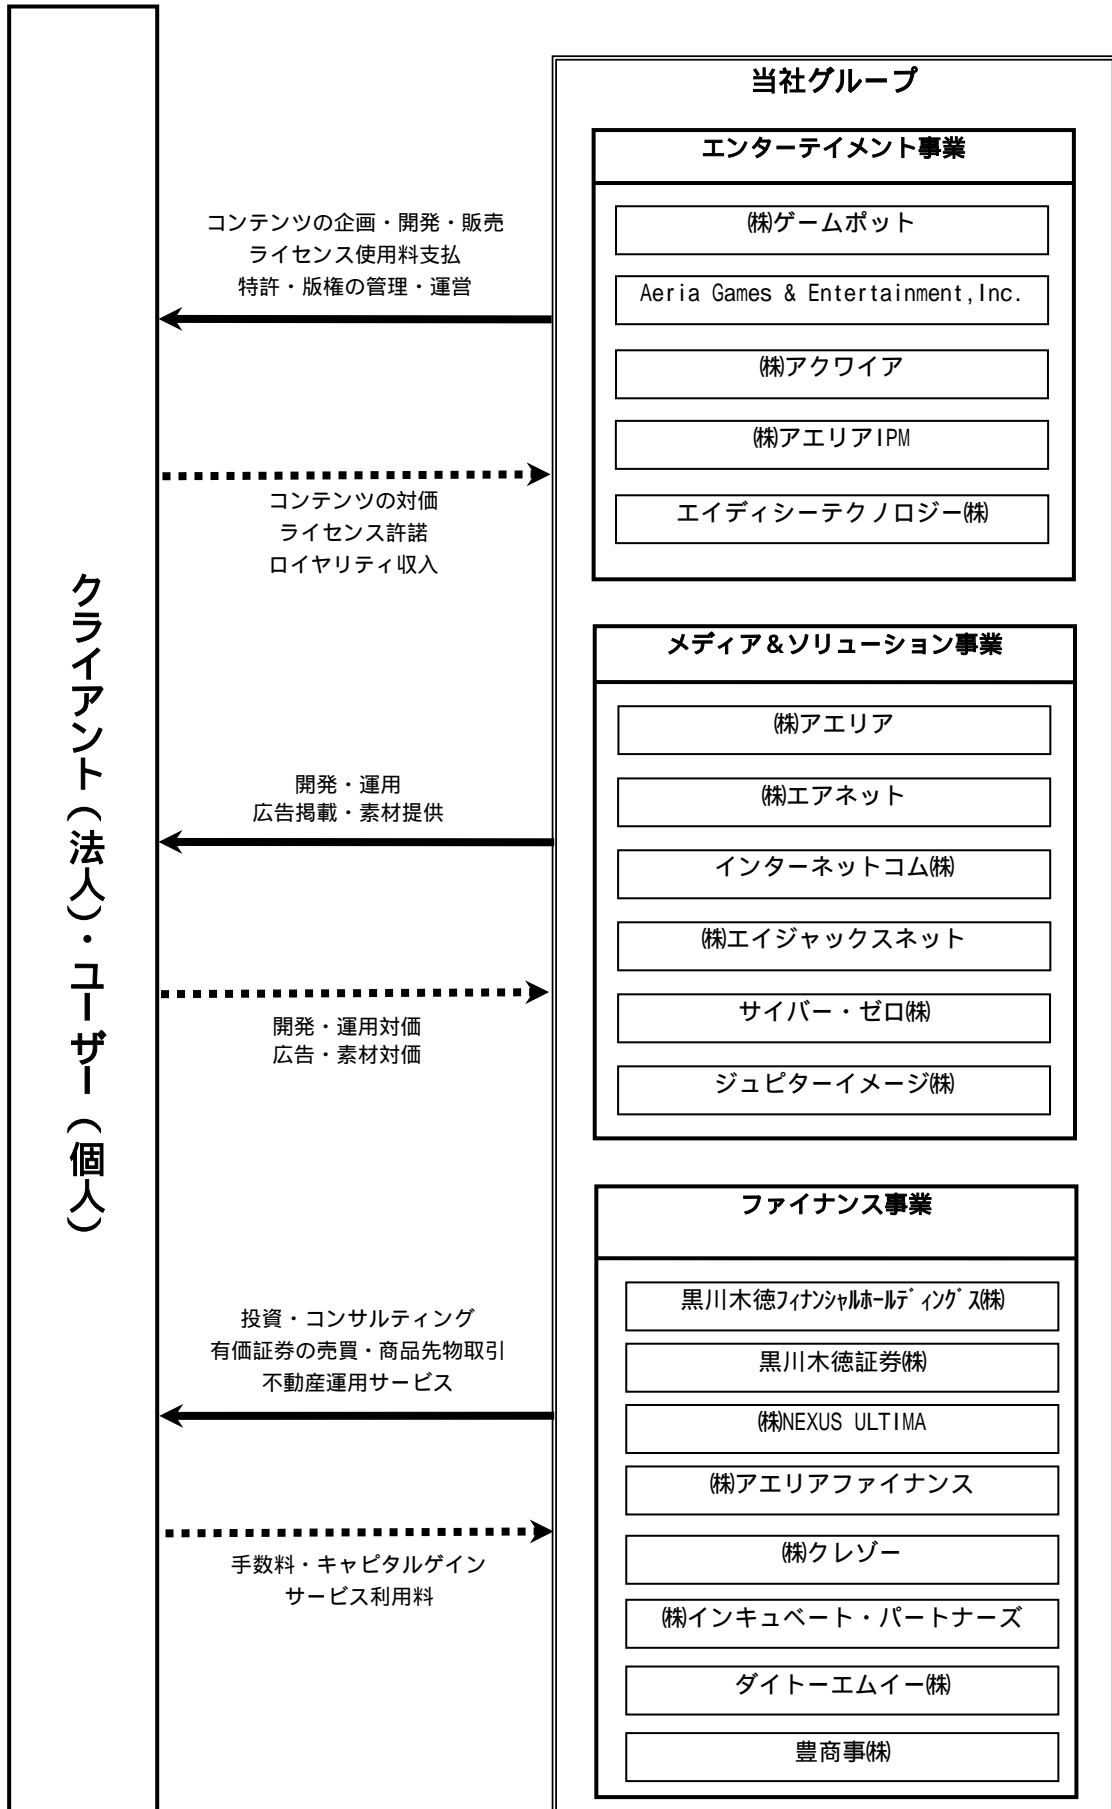 クライアント（法人）・ユーザー（個人）
コンテンツの企画・開発・販売
ライセンス使用料支払
特許・版権の管理・運営
コンテンツの対価
ライセンス許諾
ロイヤリティ収入
開発・運用
広告掲載・素材提供
開発・運用対価
広告・素材対価
投資・コンサルティング
有価証券の売買・商品先物取引
不動産運用サービス
手数料・キャピタルゲイン
サービス利用料
当社グループ
エンターテイメント事業
㈱ゲームポット
Aeria Games & Entertainment,Inc.
㈱アクワイア
㈱アエリアIPM
エイディシーテクノロジー㈱
メディア＆ソリューション事業
㈱アエリア
㈱エアネット
インターネットコム㈱
㈱エイジャックスネット
サイバー・ゼロ㈱
ジュピターイメージ㈱
ファイナンス事業
黒川木徳ﾌｨﾅﾝｼｬﾙﾎｰﾙﾃﾞｨﾝｸﾞｽ㈱
黒川木徳証券㈱
㈱NEXUS ULTIMA
㈱アエリアファイナンス
㈱クレゾー
㈱インキュベート・パートナーズ
ダイトーエムイー㈱
豊商事㈱